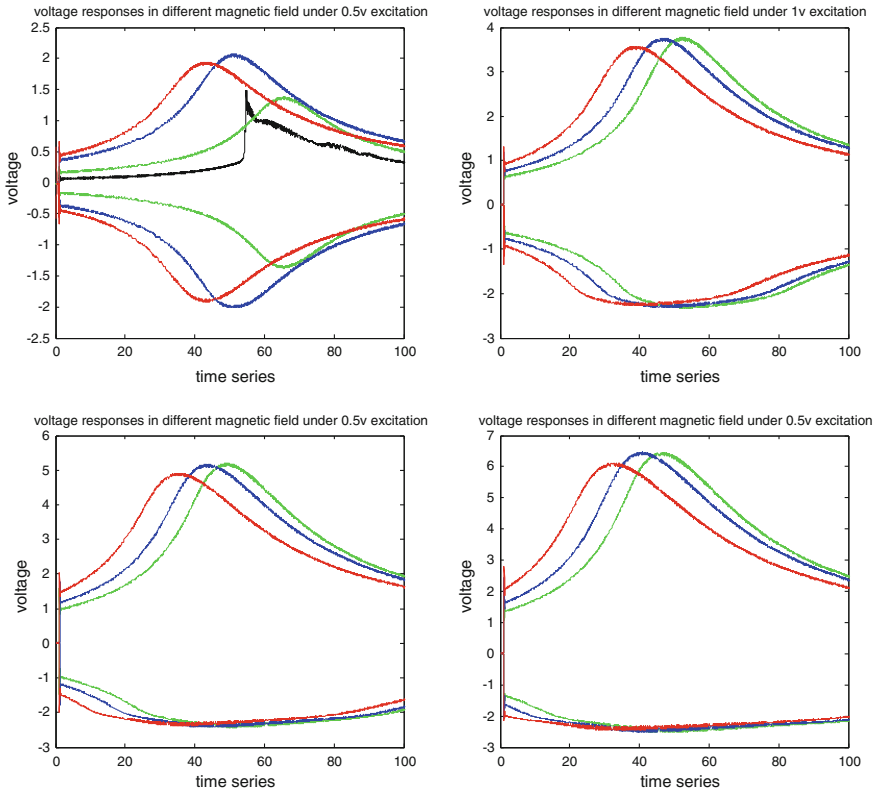 voltage responses in different magnetic field under 0.5v excitation
2.5
2
1.5
1
0.5
0
-0.5
-1
-1.5
-2
-2.5
voltage
0 20 40 60 80 100
time series
voltage responses in different magnetic field under 1v excitation
4
3
2
1
0
-1
-2
-3
voltage
0 20 40 60 80 100
time series
voltage responses in different magnetic field under 0.5v excitation
6
5
4
3
2
1
0
-1
-2
-3
voltage
0 20 40 60 80 100
time series
voltage responses in different magnetic field under 0.5v excitation
7
6
5
4
3
2
1
0
-1
-2
-3
voltage
0 20 40 60 80 100
time series